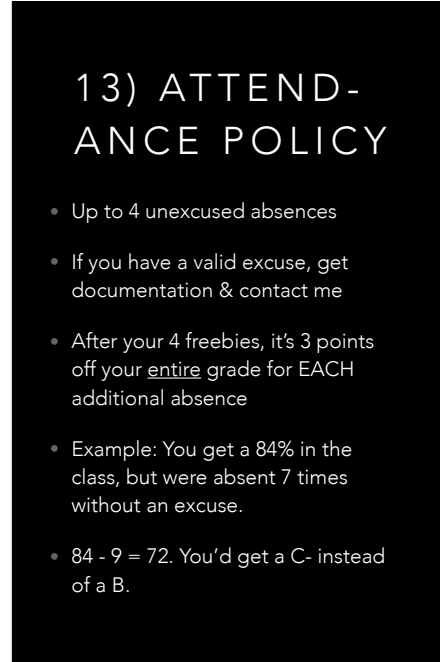 13) ATTEND-
ANCE POLICY
• Up to 4 unexcused absences
• If you have a valid excuse, get
documentation & contact me
• After your 4 freebies, it's 3 points
off your entire grade for EACH
additional absence
• Example: You get a 84% in the
class, but were absent 7 times
without an excuse.
• 84 - 9 = 72. You'd get a C- instead
of a B.